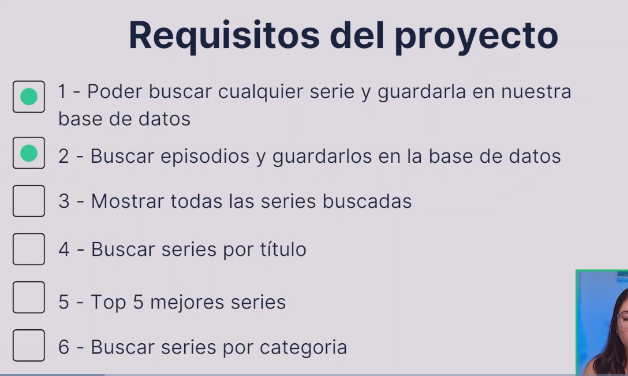 Requisitos del proyecto
1 - Poder buscar cualquier serie y guardarla en nuestra
base de datos
2 - Buscar episodios y guardarlos en la base de datos
3 - Mostrar todas las series buscadas
4 - Buscar series por título
5 - Top 5 mejores series
6 - Buscar series por categoria